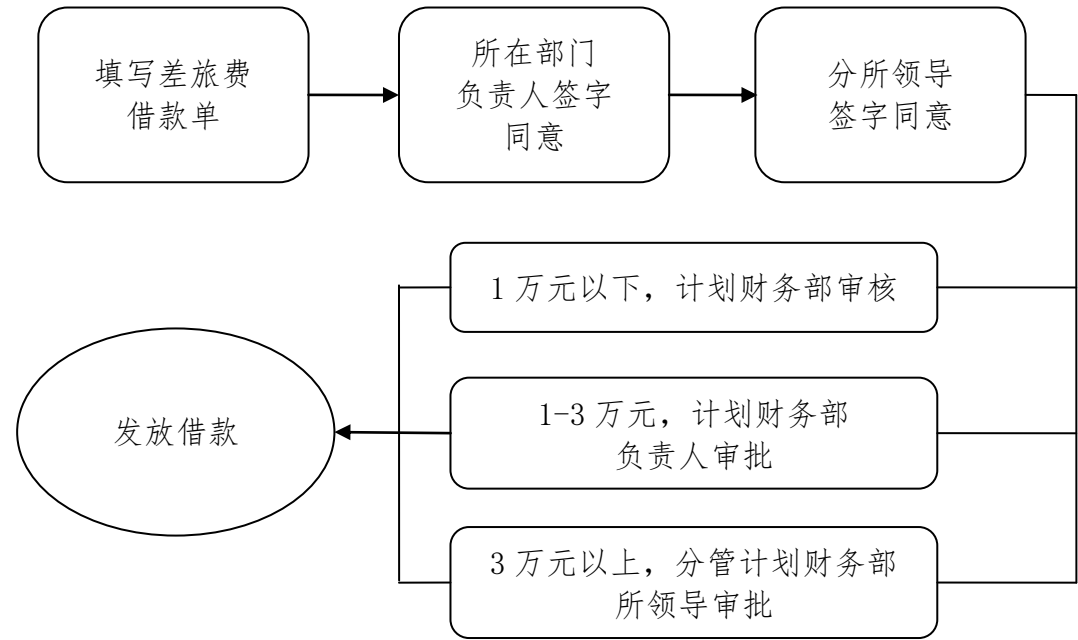 填写差旅费
借款单
所在部门
负责人签字
同意
分所领导
签字同意
1万元以下，计划财务部审核
1-3万元，计划财务部
负责人审批
发放借款
3万元以上，分管计划财务部
所领导审批